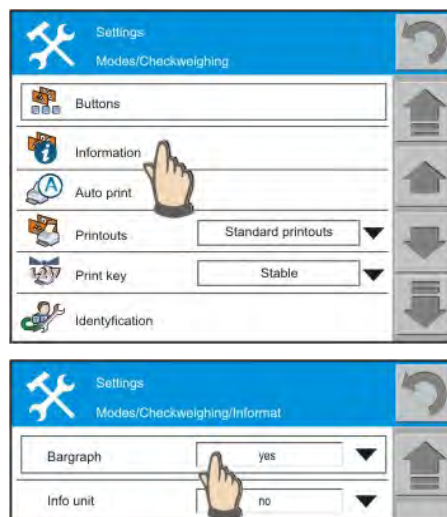 Settings
Modes/Checkweighing
Buttons
Information
Auto print
Printouts Standard printouts
Print key Stable
Identyfication
Settings
Modes/Checkweighing/Informat
Bargraph yes
Info unit no